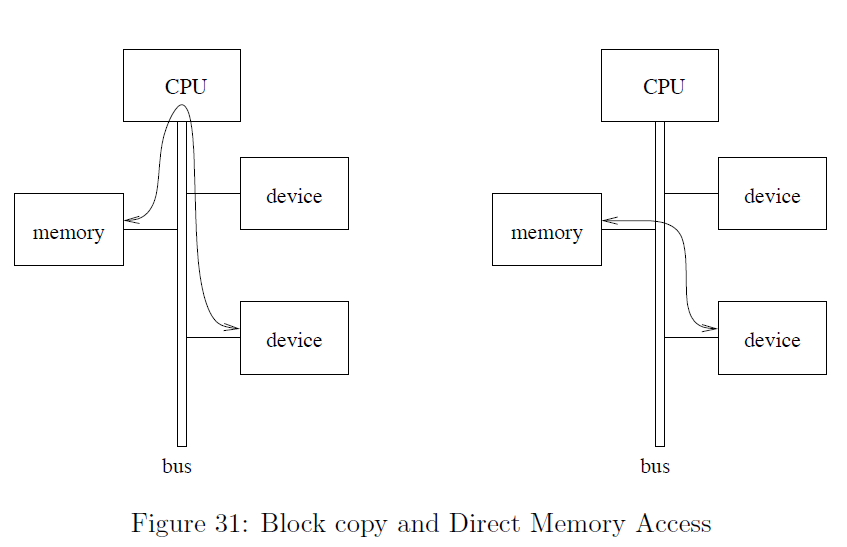 CPU
device
memory
device
bus
CPU
device
memory
device
bus
Figure 31: Block copy and Direct Memory Access